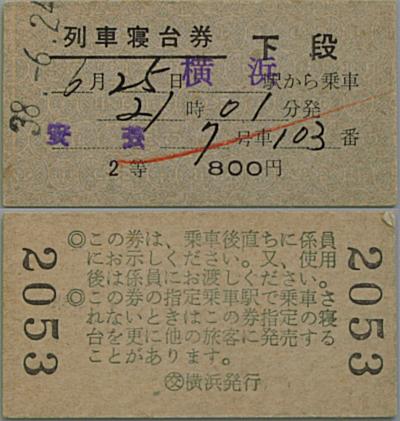 38-6.24
列車寝台券 下段
6月25日 横浜 駅から乗車
21時01分発
安芸 7号車103番
2等 800円
2053
◎この券は、乗車後直ちに係員
にお示しください。又、使用
後は係員にお渡しください。
◎この券の指定乗車駅で乗車さ
れないときはこの券指定の寝
台を更に他の旅客に発売する
ことがあります。
㊋横浜発行
2053